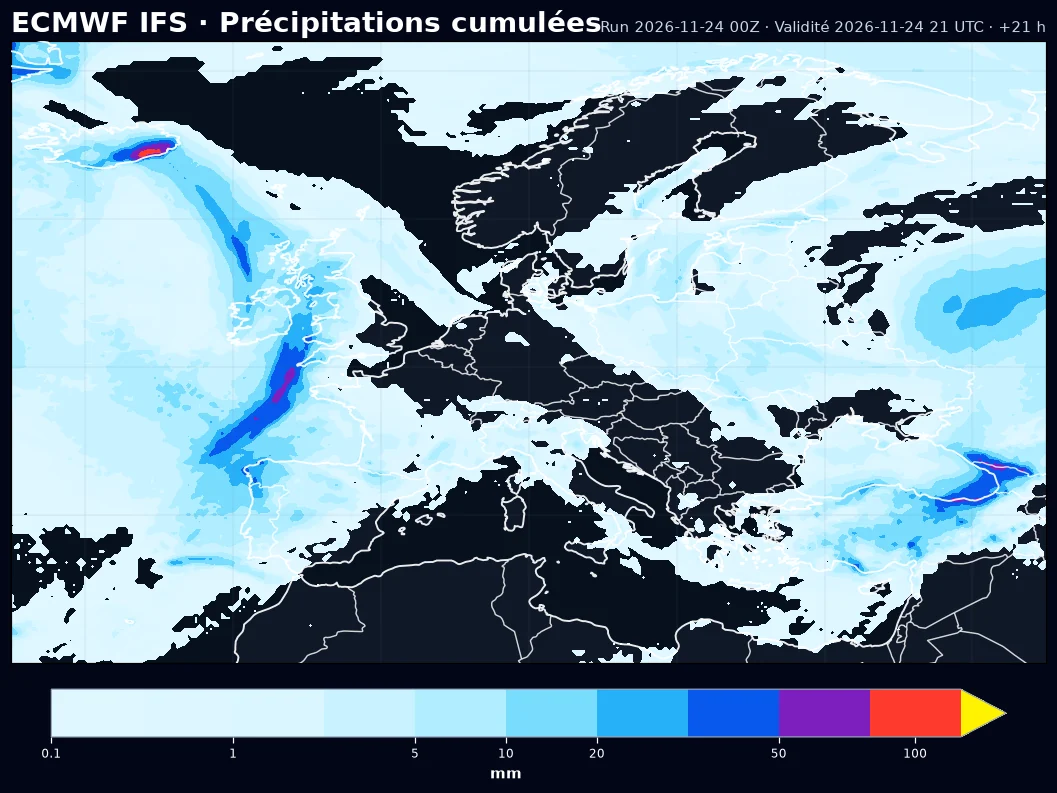 ECMWF IFS · Précipitations cumulées
Run 2026-11-24 00Z · Validité 2026-11-24 21 UTC · +21 h
0.1 1 5 10 20 50 100
mm